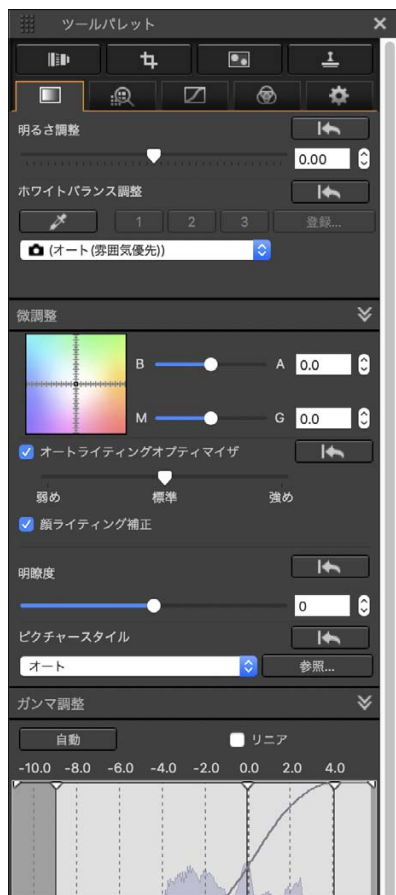 ツールパレット
明るさ調整
0.00
ホワイトバランス調整
1 2 3 登録...
(オート(雰囲気優先))
微調整
B A 0.0
M G 0.0
オートライティングオプティマイザ
弱め 標準 強め
顔ライティング補正
明瞭度
0
ピクチャースタイル
オート 参照...
ガンマ調整
自動 リニア
-10.0 -8.0 -6.0 -4.0 -2.0 0.0 2.0 4.0